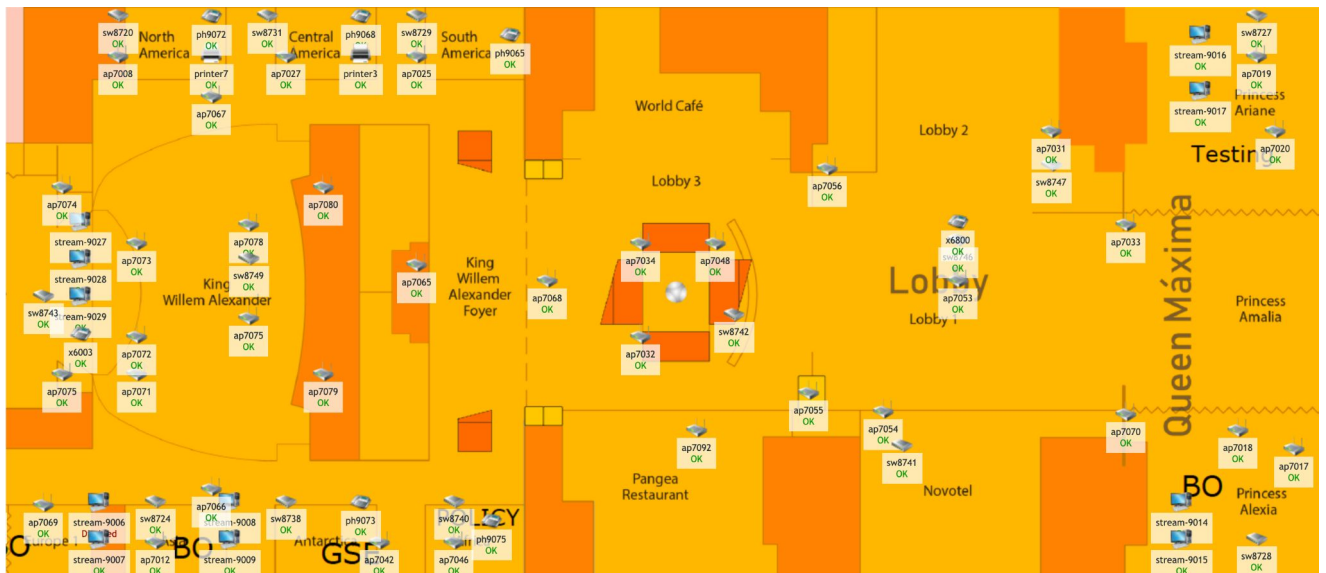 sw8720
OK
North
America
ph9072
OK
sw8731
OK
Central
America
ph9068
OK
sw8729
OK
South
America
ph9065
OK
ap7008
OK
printer7
OK
ap7027
OK
printer3
OK
ap7025
OK
ap7067
OK
stream-9016
OK
sw8727
OK
ap7019
OK
stream-9017
OK
Princess
Ariane
ap7020
OK
Testing
World Café
Lobby 2
ap7031
OK
sw8747
OK
Lobby 3
ap7056
OK
ap7074
OK
ap7080
OK
stream-9027
ap7073
OK
ap7078
OK
stream-9028
OK
sw8749
OK
King
Willem Alexander
ap7065
OK
King
Willem
Alexander
Foyer
ap7068
OK
ap7034
OK
ap7048
OK
x6800
OK
sw8746
OK
Lobby
ap7053
OK
Lobby 1
ap7033
OK
Queen Máxima
Princess
Amalia
sw8743
OK
stream-9029
OK
x6003
OK
ap7072
OK
ap7075
OK
sw8742
OK
ap7032
OK
ap7075
OK
ap7071
OK
ap7079
OK
ap7055
OK
ap7054
OK
ap7070
OK
ap7092
OK
sw8741
OK
ap7018
OK
ap7017
OK
Pangea
Restaurant
Novotel
BO
Princess
Alexia
ap7069
OK
stream-9006
sw8724
OK
ap7066
OK
stream-9008
OK
sw8738
OK
ph9073
OK
sw8740
OK
POLICY
ph9075
OK
stream-9014
OK
Europe 1
stream-9007
OK
ap7012
OK
BO
stream-9009
OK
ap7042
OK
ap7046
OK
stream-9015
OK
sw8728
OK